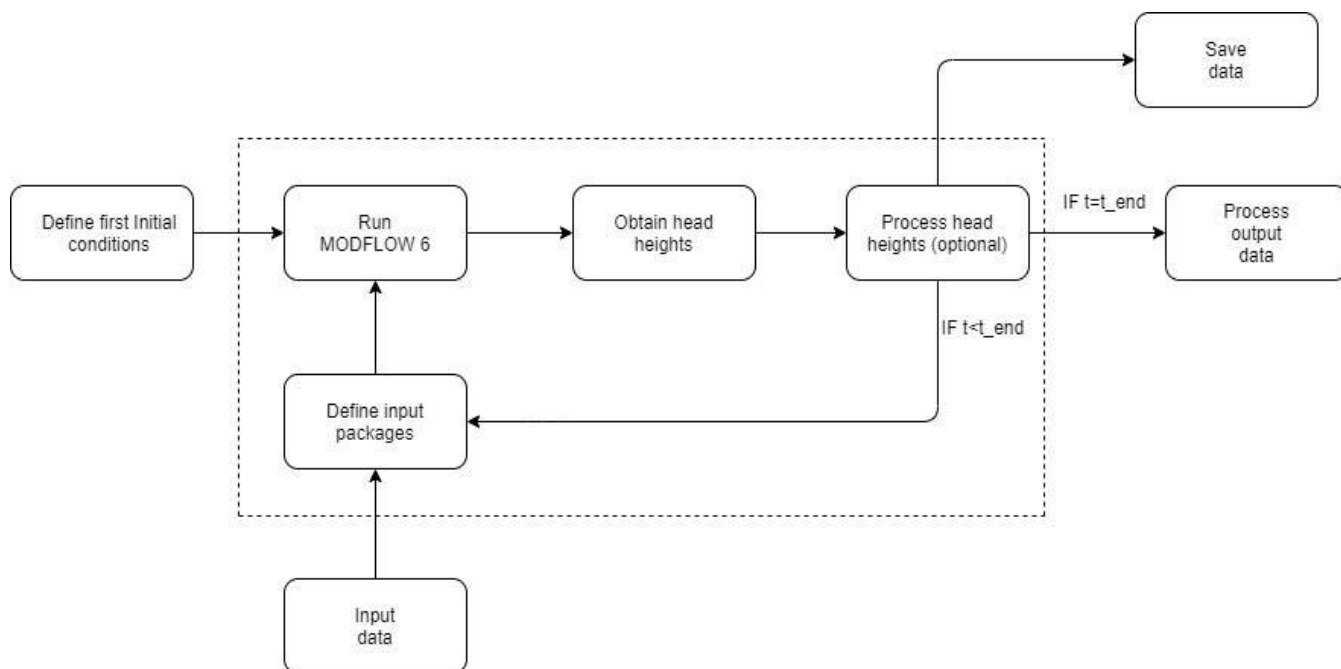 Save
data
Define first Initial
conditions
Run
MODFLOW 6
Obtain head
heights
Process head
heights (optional)
IF t=t_end
Process
output
data
IF t<t_end
Define input
packages
Input
data